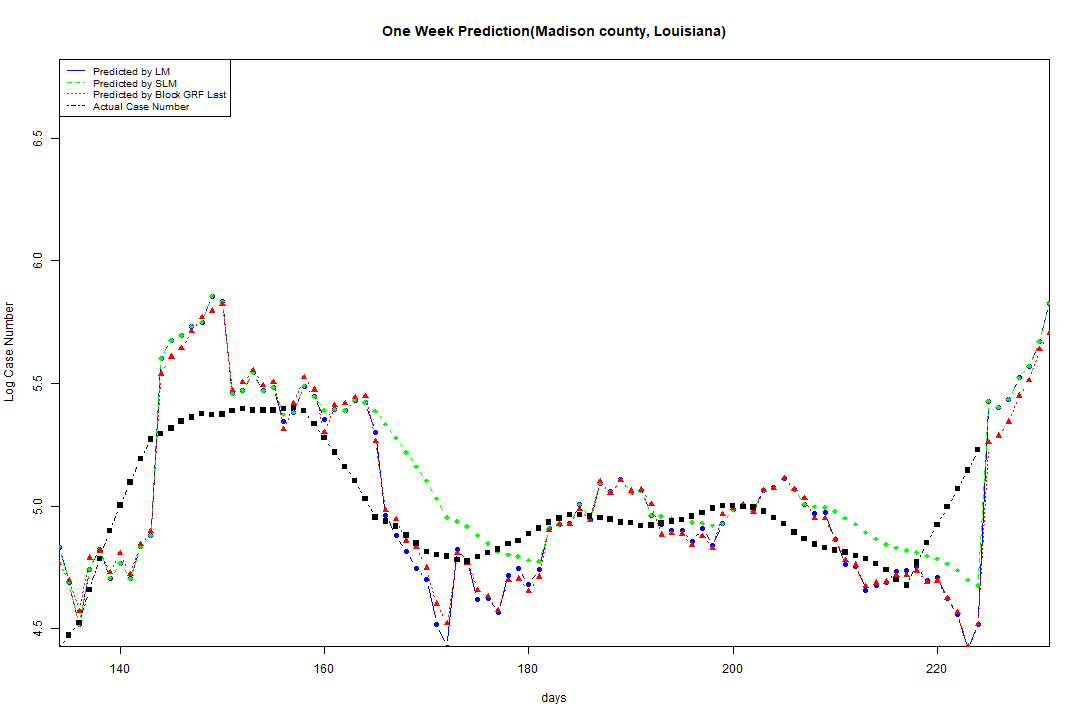 One Week Prediction(Madison county, Louisiana)
Predicted by LM
Predicted by SLM
Predicted by Block GRF Last
Actual Case Number
6.5
6.0
5.5
5.0
4.5
Log Case Number
140 160 180 200 220
days